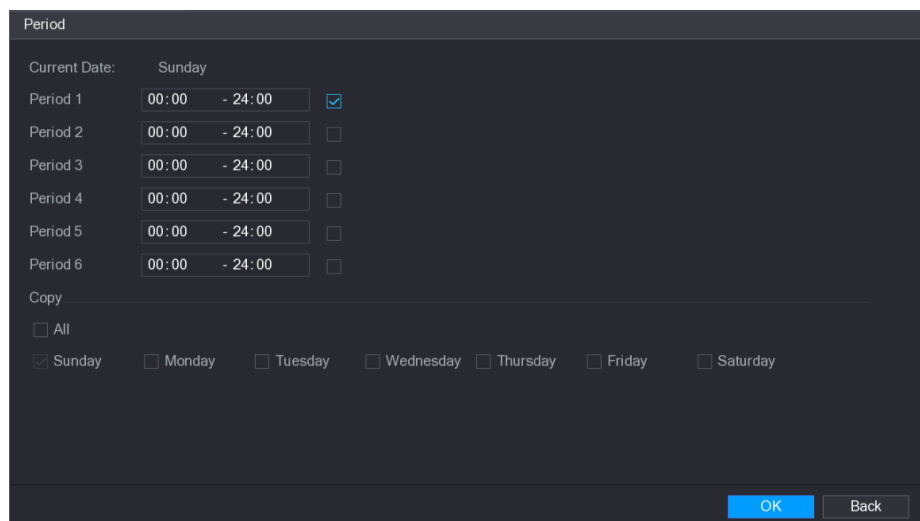 Period
Current Date: Sunday
Period 1 00:00 - 24:00
Period 2 00:00 - 24:00
Period 3 00:00 - 24:00
Period 4 00:00 - 24:00
Period 5 00:00 - 24:00
Period 6 00:00 - 24:00
Copy
All
Sunday Monday Tuesday Wednesday Thursday Friday Saturday
OK Back